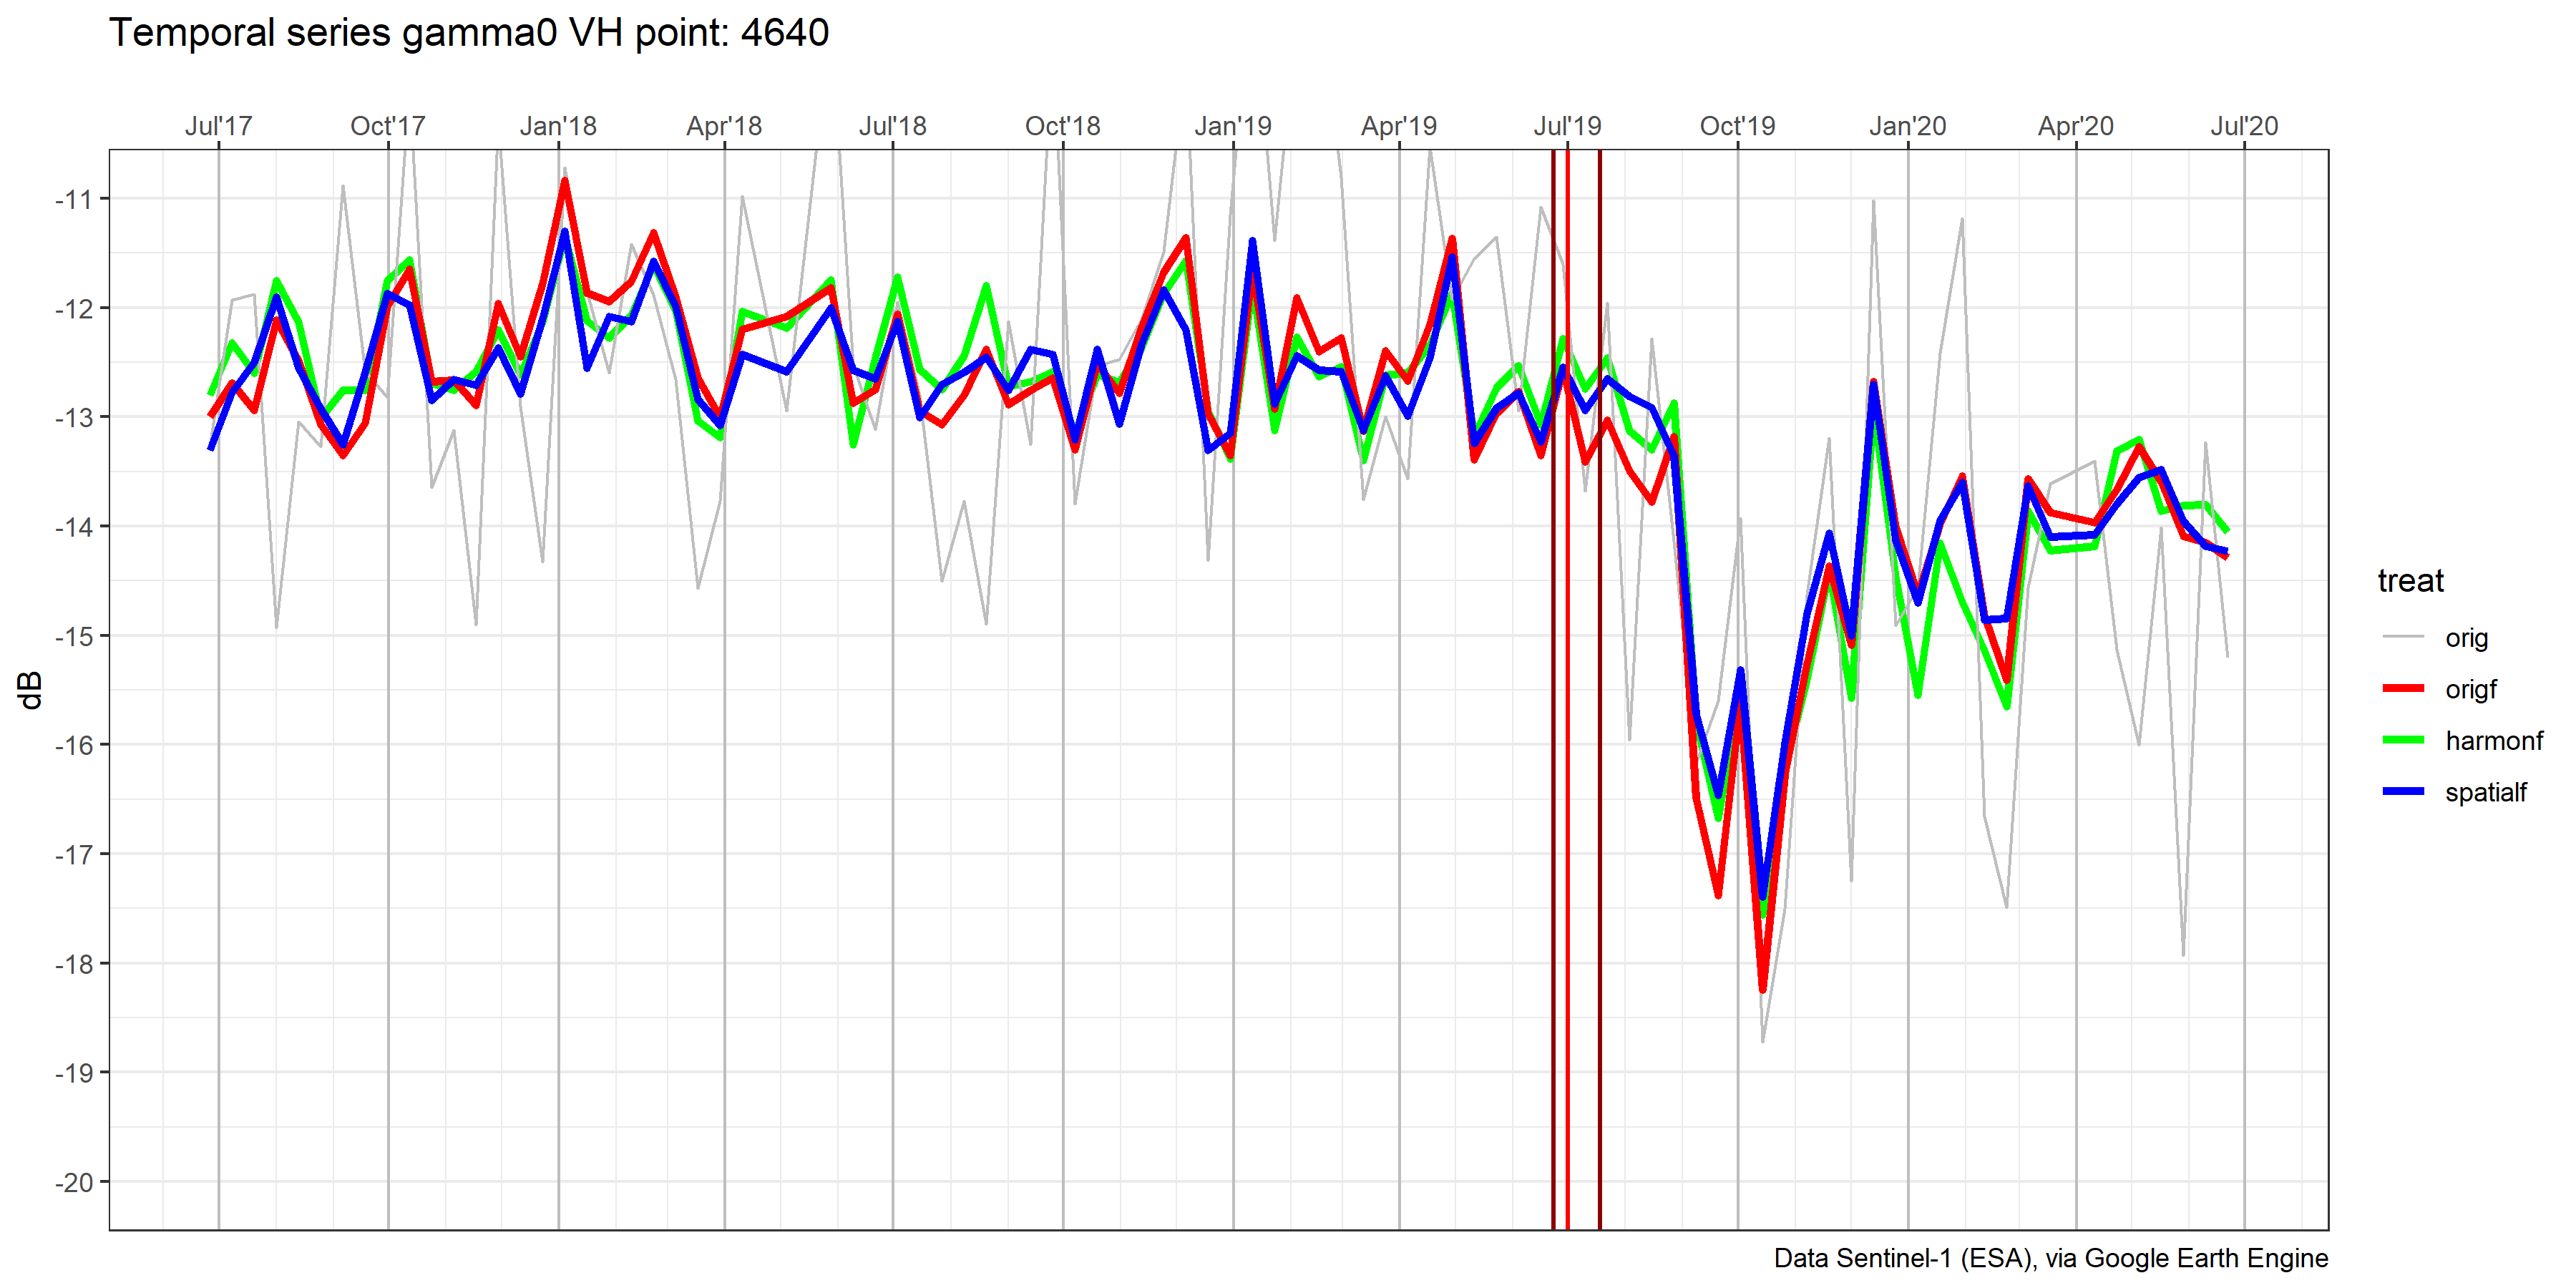 Temporal series gamma0 VH point: 4640
Jul'17 Oct'17 Jan'18 Apr'18 Jul'18 Oct'18 Jan'19 Apr'19 Jul'19 Oct'19 Jan'20 Apr'20 Jul'20
-11
-12
-13
-14
-15
-16
-17
-18
-19
-20
dB
treat
orig
origf
harmonf
spatialf
Data Sentinel-1 (ESA), via Google Earth Engine